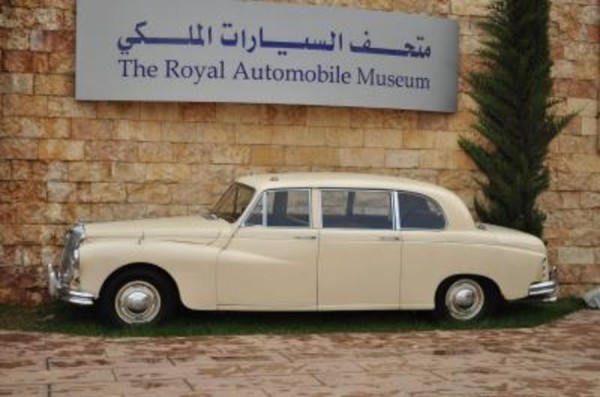 متحف السيارات الملكي
The Royal Automobile Museum